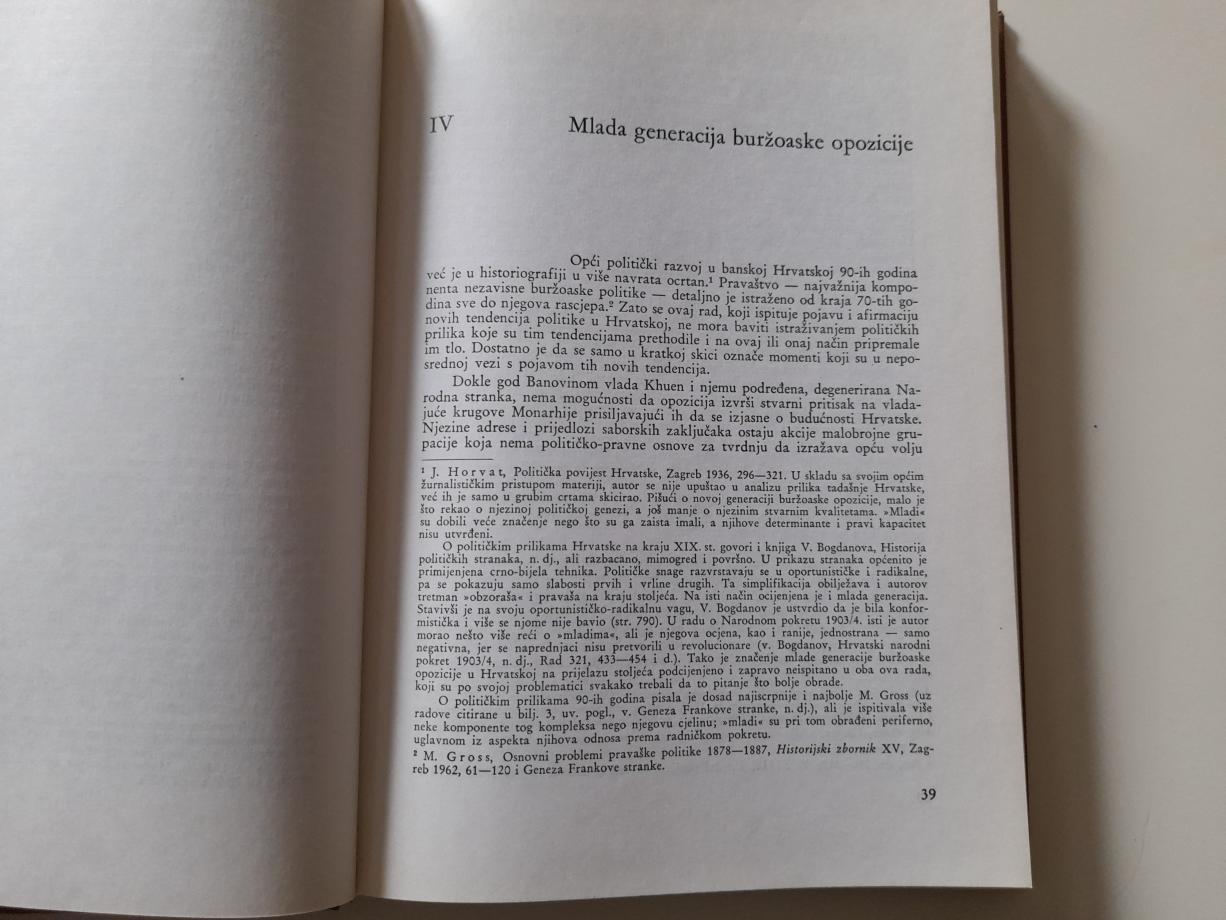 IV
Mlada generacija buržoaske opozicije
Opći politički razvoj u banskoj Hrvatskoj 90-ih godina
već je u historiografiji u više navrata ocrtan.¹ Pravaštvo — najvažnija kompo-
nenta nezavisne buržoaske politike — detaljno je istraženo od kraja 70-tih go-
dina sve do njegova rascjepa.² Zato se ovaj rad, koji ispituje pojavu i afirmaciju
novih tendencija politike u Hrvatskoj, ne mora baviti istraživanjem političkih
prilika koje su tim tendencijama prethodile i na ovaj ili onaj način pripremale
im tlo. Dostatno je da se samo u kratkoj skici označe momenti koji su u nepo-
srednoj vezi s pojavom tih novih tendencija.
Dokle god Banovinom vlada Khuen i njemu podređena, degenerirana Na-
rodna stranka, nema mogućnosti da opozicija izvrši stvarni pritisak na vlada-
juće krugove Monarhije prisiljavajući ih da se izjasne o budućnosti Hrvatske.
Njezine adrese i prijedlozi saborskih zaključaka ostaju akcije malobrojne gru-
pacije koja nema političko-pravne osnove za tvrdnju da izražava opću volju
¹ J. Horvat, Politička povijest Hrvatske, Zagreb 1936, 296—321. U skladu sa svojim općim
žurnalističkim pristupom materiji, autor se nije upuštao u analizu prilika tadašnje Hrvatske,
već ih je samo u grubim crtama skicirao. Pišući o novoj generaciji buržoaske opozicije, malo je
što rekao o njezinoj političkoj genezi, a još manje o njezinim stvarnim kvalitetama. »Mladi«
su dobili veće značenje nego što su ga zaista imali, a njihove determinante i pravi kapacitet
nisu utvrđeni.
O političkim prilikama Hrvatske na kraju XIX. st. govori i knjiga V. Bogdanova, Historija
političkih stranaka, n. dj., ali razbacano, mimogred i površno. U prikazu stranaka općenito je
primijenjena crno-bijela tehnika. Političke snage razvrstavaju se u oportunističke i radikalne,
pa se pokazuju samo slabosti prvih i vrline drugih. Ta simplifikacija obilježava i autorov
tretman »obzoraša« i pravaša na kraju stoljeća. Na isti način ocijenjena je i mlada generacija.
Stavivši je na svoju oportunističko-radikalnu vagu, V. Bogdanov je ustvrdio da je bila konfor-
mistička i više se njome nije bavio (str. 790). U radu o Narodnom pokretu 1903/4. isti je autor
morao nešto više reći o »mladima«, ali je njegova ocjena, kao i ranije, jednostrana — samo
negativna, jer se naprednjaci nisu pretvorili u revolucionare (v. Bogdanov, Hrvatski narodni
pokret 1903/4, n. dj., Rad 321, 433—454 i d.). Tako je značenje mlade generacije buržoaske
opozicije u Hrvatskoj na prijelazu stoljeća podcijenjeno i zapravo neispitano u oba ova rada,
koji su po svojoj problematici svakako trebali da to pitanje što bolje obrade.
O političkim prilikama 90-ih godina pisala je dosad najiscrpnije i najbolje M. Gross (uz
radove citirane u bilj. 3, uv. pogl., v. Geneza Frankove stranke, n. dj.), ali je ispitivala više
neke komponente tog kompleksa nego njegovu cjelinu; »mladi« su pri tom obrađeni periferno,
uglavnom iz aspekta njihova odnosa prema radničkom pokretu.
² M. Gross, Osnovni problemi pravaške politike 1878—1887, Historijski zbornik XV, Zag-
reb 1962, 61—120 i Geneza Frankove stranke.
39